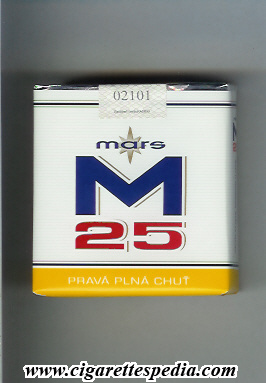 02101
mars
M
25
PRAVÁ PLNÁ CHUŤ
www.cigarettespedia.com